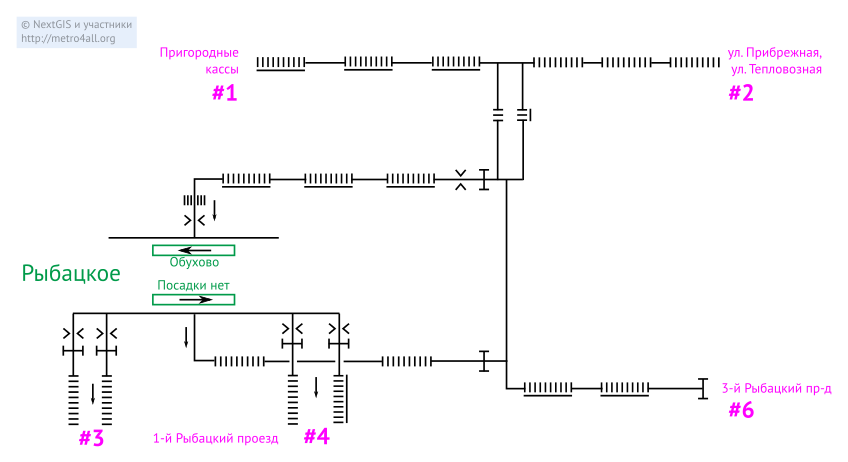 © NextGIS и участники
http://metro4all.org
Пригородные
кассы
#1
ул. Прибрежная,
ул. Тепловозная
#2
Рыбацкое
Обухово
Посадки нет
3-й Рыбацкий пр-д
#6
#3
1-й Рыбацкий проезд
#4